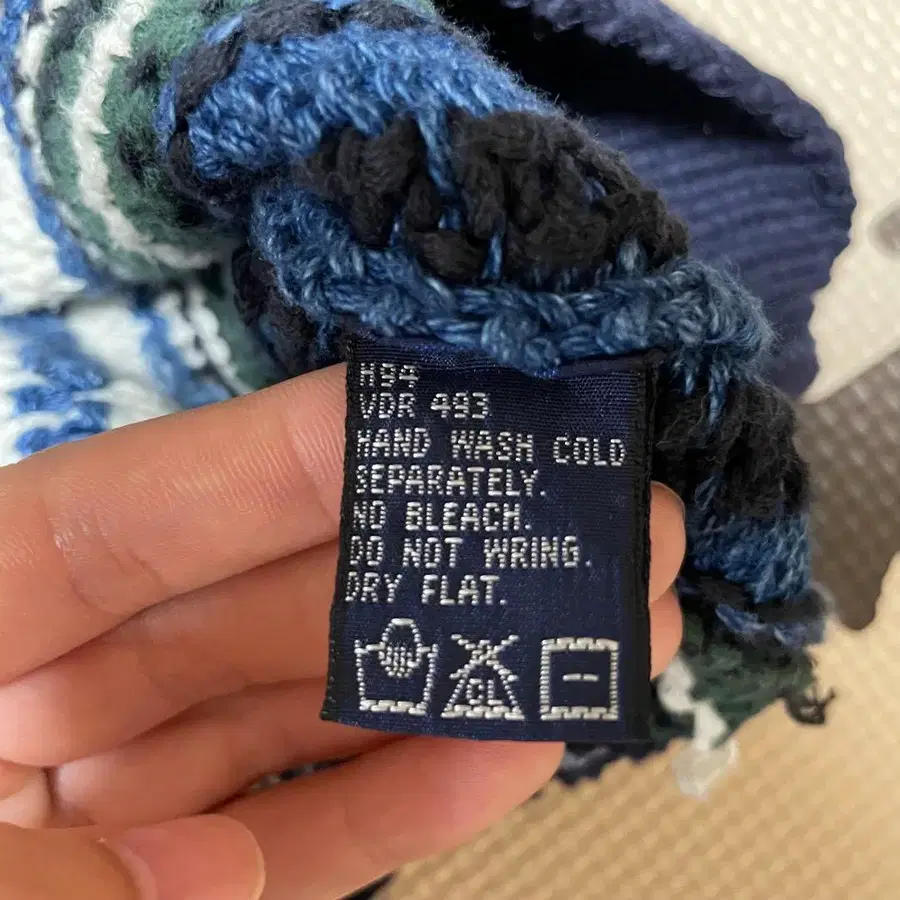 H94
VDR 493
HAND WASH COLD
SEPARATELY.
NO BLEACH.
DO NOT WRING.
DRY FLAT.
CL